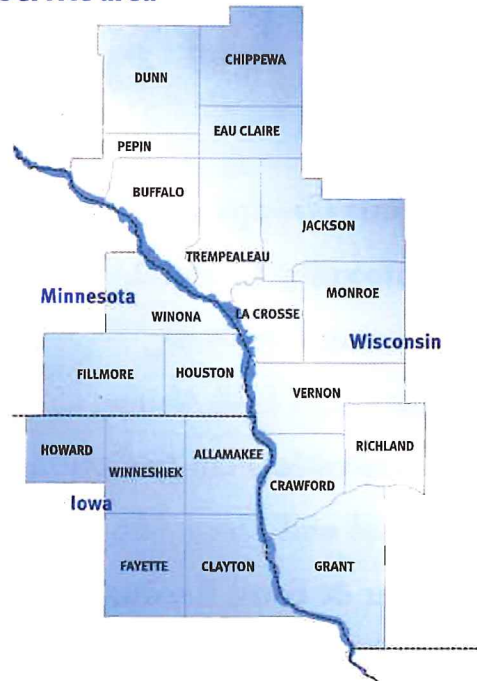 CHIPPEWA
DUNN
EAU CLAIRE
PEPIN
BUFFALO
JACKSON
TREMPEALEAU
MONROE
Minnesota
WINONA
LA CROSSE
Wisconsin
FILLMORE
HOUSTON
VERNON
RICHLAND
HOWARD
ALLAMAKEE
WINNESHIEK
CRAWFORD
Iowa
FAYETTE
CLAYTON
GRANT